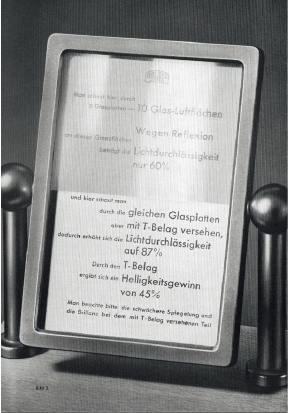 Man schaut hier durch
5 Glasplatten — 10 Glas-Luftflächen
an diesen Grenzflächen Wegen Reflexion
beträgt die Lichtdurchlässigkeit
nur 60%
und hier schaut man
durch die gleichen Glasplatten
aber mit T-Belag versehen,
dadurch erhöht sich die Lichtdurchlässigkeit
auf 87%
Durch den T-Belag
ergibt sich ein Helligkeitsgewinn
von 45%
Man beachte bitte die schwächere Spiegelung und
die Brillanz bei dem mit T-Belag versehenen Teil